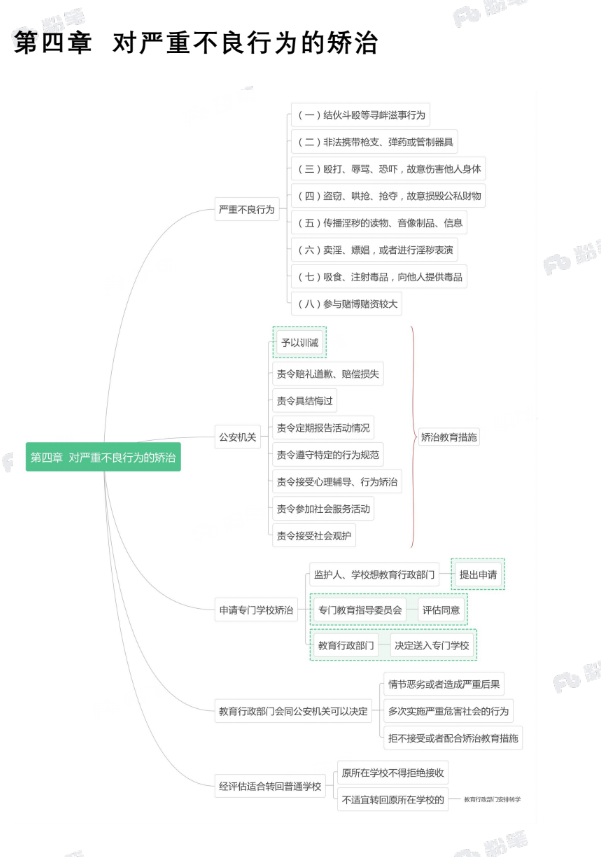 粉笔
粉笔
第四章 对严重不良行为的矫治
（一）结伙斗殴等寻衅滋事行为
（二）非法携带枪支、弹药或管制器具
（三）殴打、辱骂、恐吓，故意伤害他人身体
严重不良行为
（四）盗窃、哄抢、抢夺，故意损毁公私财物
（五）传播淫秽的读物、音像制品、信息
（六）卖淫、嫖娼，或者进行淫秽表演
（七）吸食、注射毒品，向他人提供毒品
（八）参与赌博赌资较大
粉笔
予以训诫
责令赔礼道歉、赔偿损失
责令具结悔过
责令定期报告活动情况
公安机关
矫治教育措施
第四章 对严重不良行为的矫治
责令遵守特定的行为规范
责令接受心理辅导、行为矫治
责令参加社会服务活动
责令接受社会观护
申请专门学校矫治
监护人、学校想教育行政部门
提出申请
专门教育指导委员会
评估同意
教育行政部门
决定送入专门学校
粉笔
教育行政部门会同公安机关可以决定
情节恶劣或者造成严重后果
多次实施严重危害社会的行为
拒不接受或者配合矫治教育措施
经评估适合转回普通学校
原所在学校不得拒绝接收
不适宜转回原所在学校的
教育行政部门安排转学
粉笔
粉笔